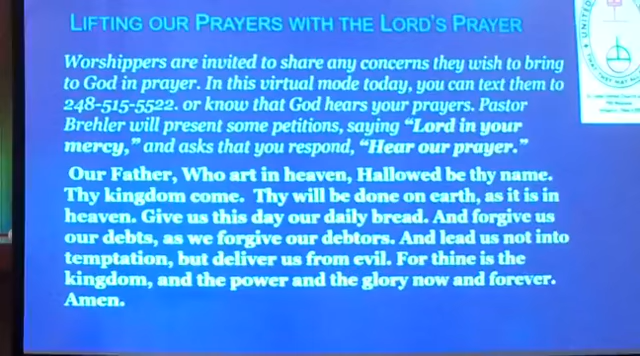 LIFTING OUR PRAYERS WITH THE LORD'S PRAYER
Worshippers are invited to share any concerns they wish to bring
to God in prayer. In this virtual mode today, you can text them to
248-515-5522. or know that God hears your prayers. Pastor
Brehler will present some petitions, saying “Lord in your
mercy,” and asks that you respond, “Hear our prayer.”
Our Father, Who art in heaven, Hallowed be thy name.
Thy kingdom come. Thy will be done on earth, as it is in
heaven. Give us this day our daily bread. And forgive us
our debts, as we forgive our debtors. And lead us not into
temptation, but deliver us from evil. For thine is the
kingdom, and the power and the glory now and forever.
Amen.
UNITED